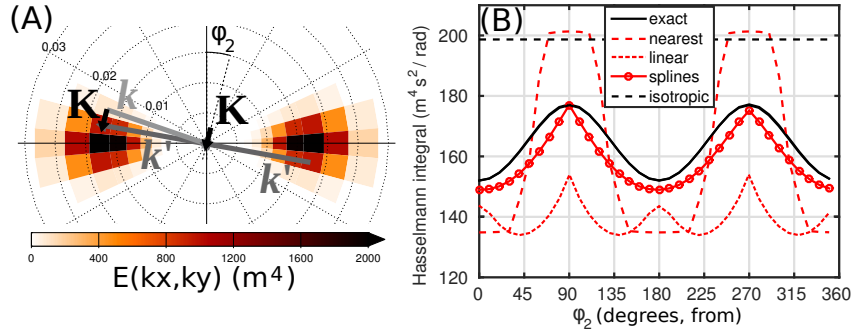 (A)
φ2
0.03
0.02
0.01
K
k
K
k'
k'
0 400 800 1200 1600 2000
E(kx,ky) (m⁴)
(B)
Hasselmann integral (m⁴ s² / rad)
200
180
160
140
120
exact
nearest
linear
splines
isotropic
0 45 90 135 180 225 270 315 360
φ2 (degrees, from)